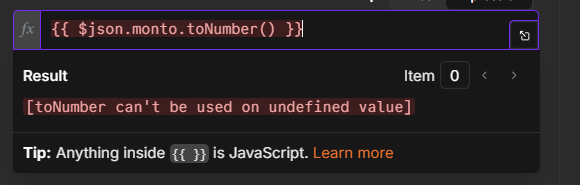 fx {{ $json.monto.toNumber() }}
Result Item 0 < >
[toNumber can't be used on undefined value]
Tip: Anything inside {{ }} is JavaScript. Learn more